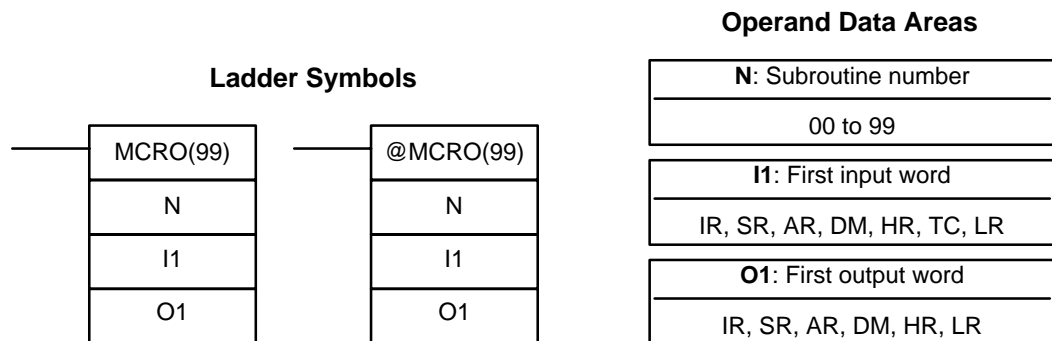 Operand Data Areas
Ladder Symbols
MCRO(99)
N
I1
O1
@MCRO(99)
N
I1
O1
N: Subroutine number
00 to 99
I1: First input word
IR, SR, AR, DM, HR, TC, LR
O1: First output word
IR, SR, AR, DM, HR, LR